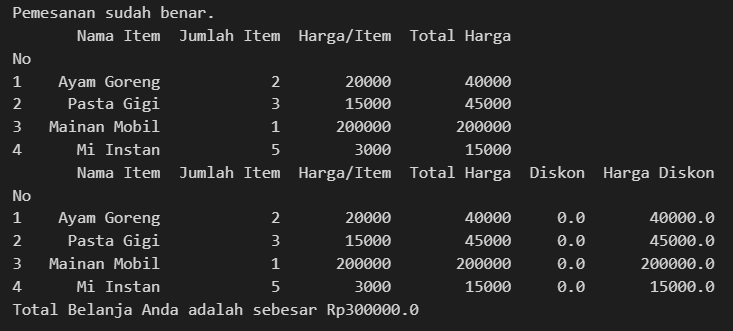 Pemesanan sudah benar.
Nama Item Jumlah Item Harga/Item Total Harga
No
1 Ayam Goreng 2 20000 40000
2 Pasta Gigi 3 15000 45000
3 Mainan Mobil 1 200000 200000
4 Mi Instan 5 3000 15000
Nama Item Jumlah Item Harga/Item Total Harga Diskon Harga Diskon
No
1 Ayam Goreng 2 20000 40000 0.0 40000.0
2 Pasta Gigi 3 15000 45000 0.0 45000.0
3 Mainan Mobil 1 200000 200000 0.0 200000.0
4 Mi Instan 5 3000 15000 0.0 15000.0
Total Belanja Anda adalah sebesar Rp300000.0